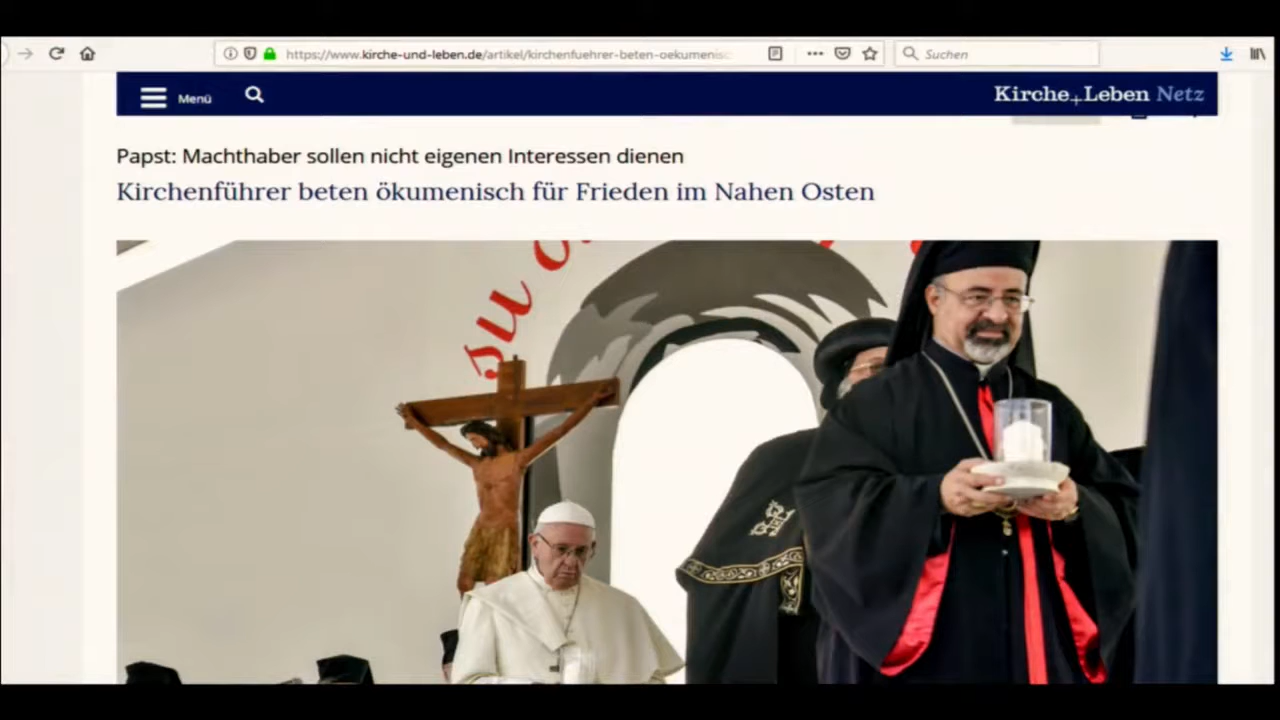 https://www.kirche-und-leben.de/artikel/kirchenfuehrer-beten-oekumenisc
Suchen
Menü
Kirche+Leben Netz
Papst: Machthaber sollen nicht eigenen Interessen dienen
Kirchenführer beten ökumenisch für Frieden im Nahen Osten
su